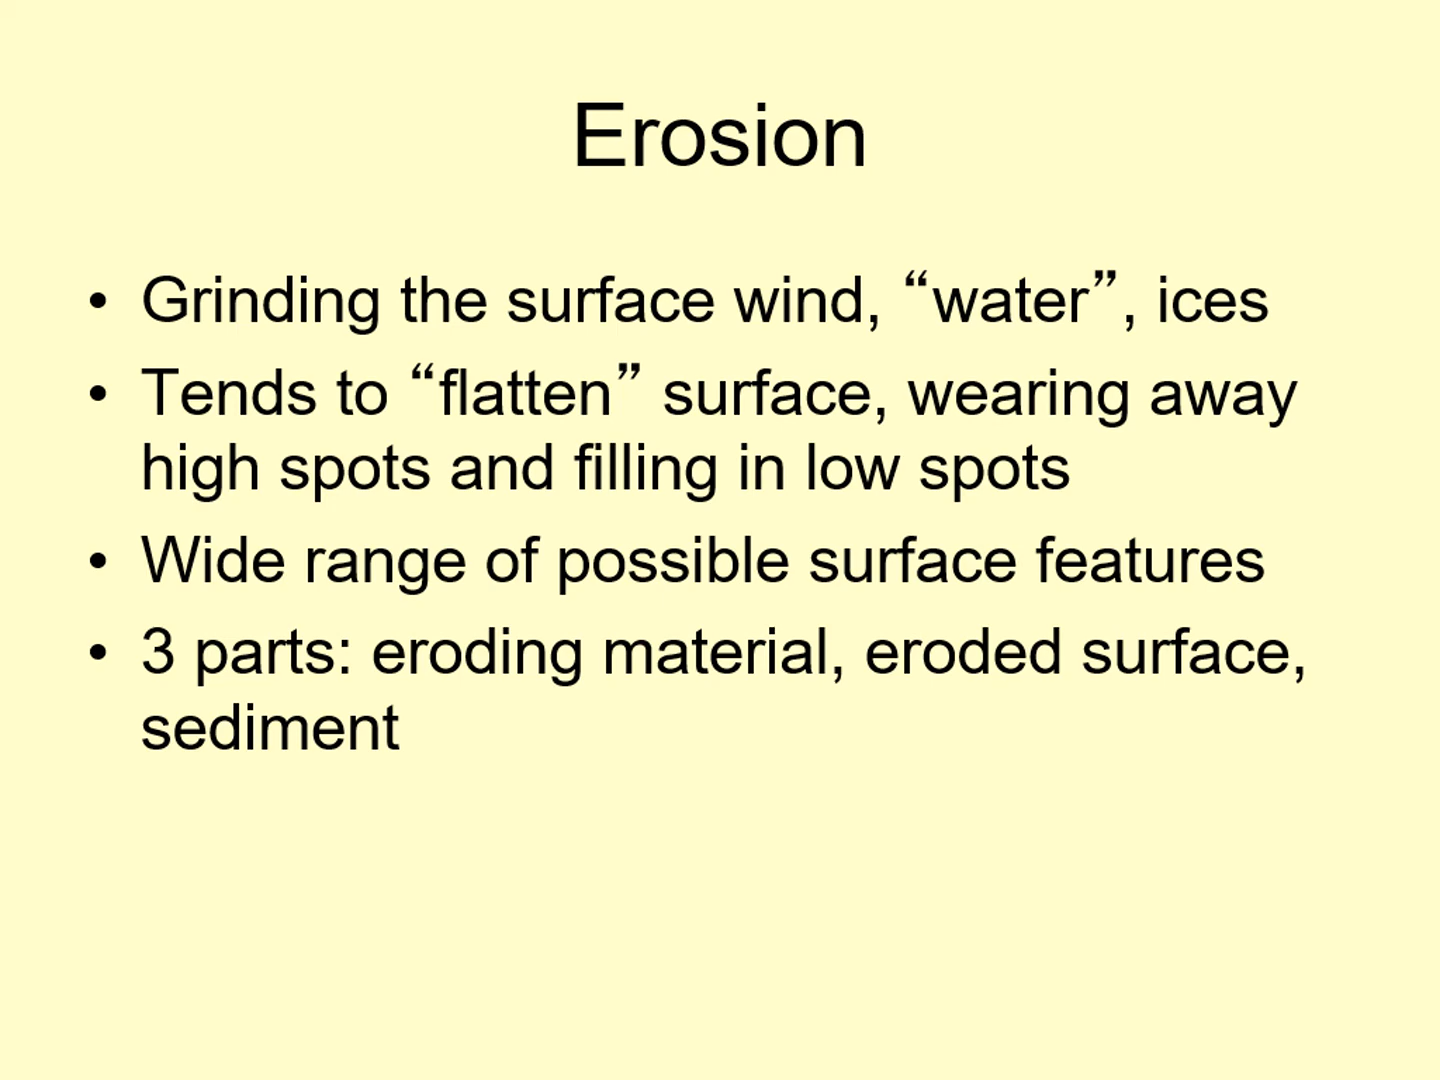 Erosion
• Grinding the surface wind, “water”, ices
• Tends to “flatten” surface, wearing away
high spots and filling in low spots
• Wide range of possible surface features
• 3 parts: eroding material, eroded surface,
sediment